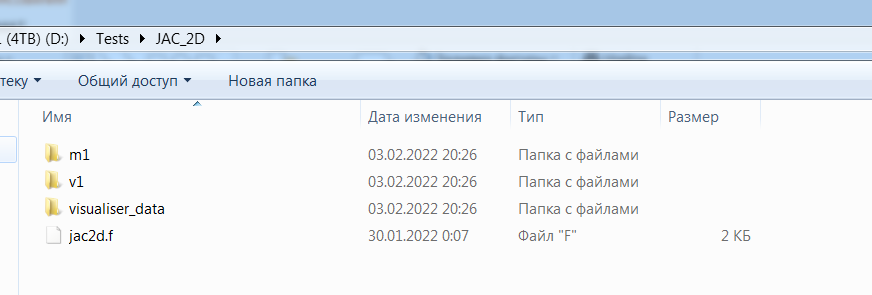 (4TB) (D:) Tests JAC_2D
теку Общий доступ Новая папка
Имя Дата изменения Тип Размер
m1 03.02.2022 20:26 Папка с файлами
v1 03.02.2022 20:26 Папка с файлами
visualiser_data 03.02.2022 20:26 Папка с файлами
jac2d.f 30.01.2022 0:07 Файл "F" 2 КБ